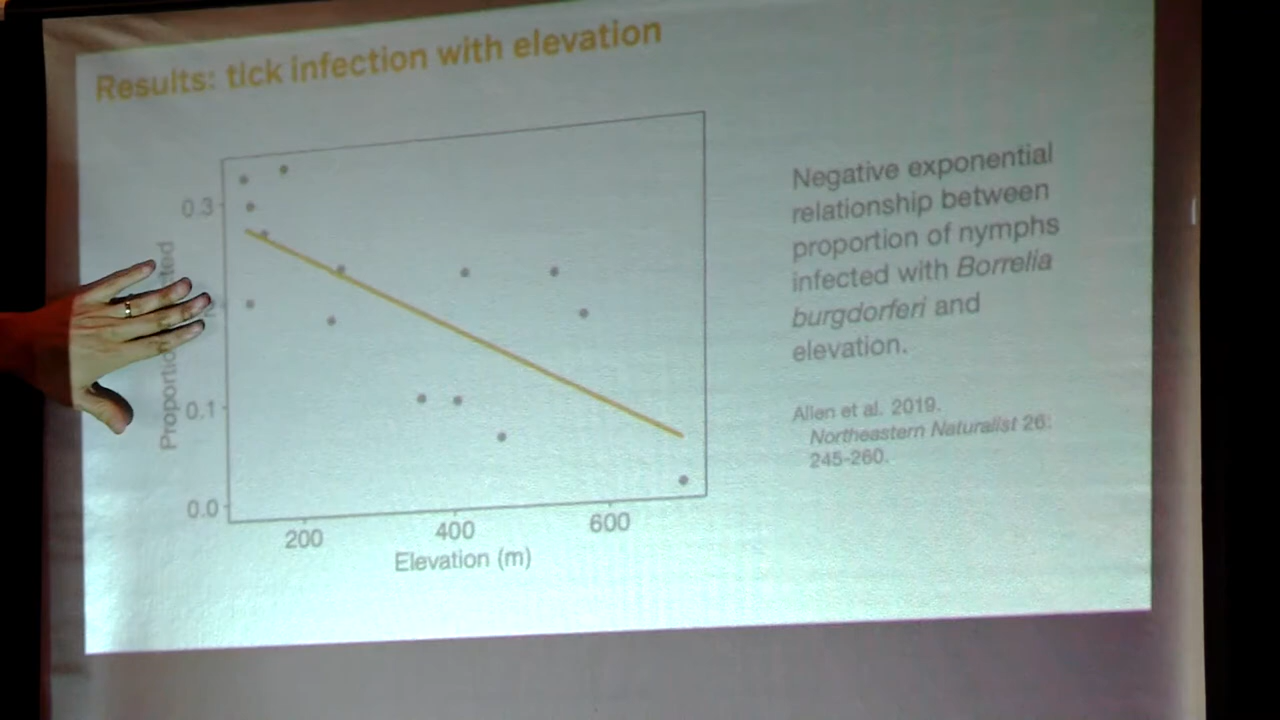 Results: tick infection with elevation
0.3
0.1
0.0
Proportion
200
400
600
Elevation (m)
Negative exponential
relationship between
proportion of nymphs
infected with Borrelia
burgdorferi and
elevation.
Allen et al. 2019.
Northeastern Naturalist 26:
245-260.